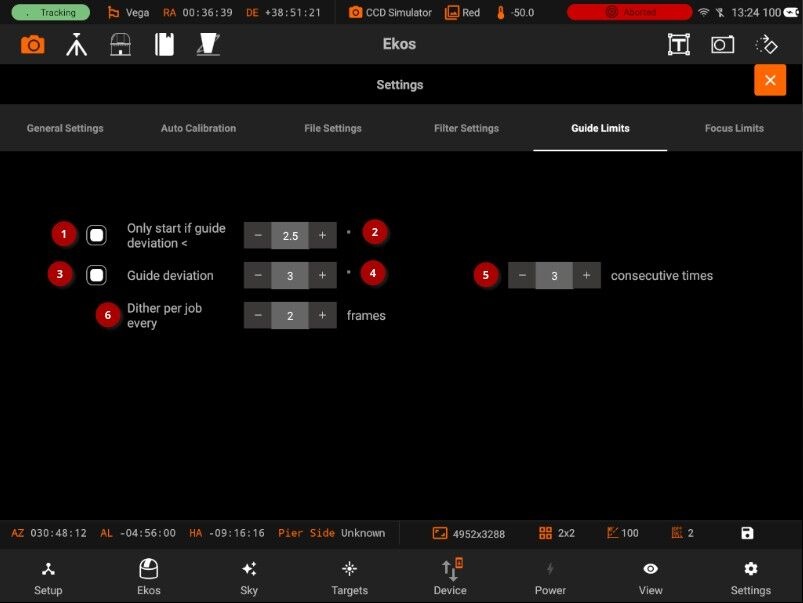 Tracking Vega RA 00:36:39 DE +38:51:21 CCD Simulator Red -50.0 Aborted 13:24 100
Ekos
Settings
General Settings Auto Calibration File Settings Filter Settings Guide Limits Focus Limits
1 Only start if guide
deviation < − 2.5 + " 2
3 Guide deviation − 3 + " 4 5 − 3 + consecutive times
6 Dither per job
every − 2 + frames
AZ 030:48:12 AL -04:56:00 HA -09:16:16 Pier Side Unknown 4952x3288 2x2 100 2
Setup Ekos Sky Targets Device Power View Settings